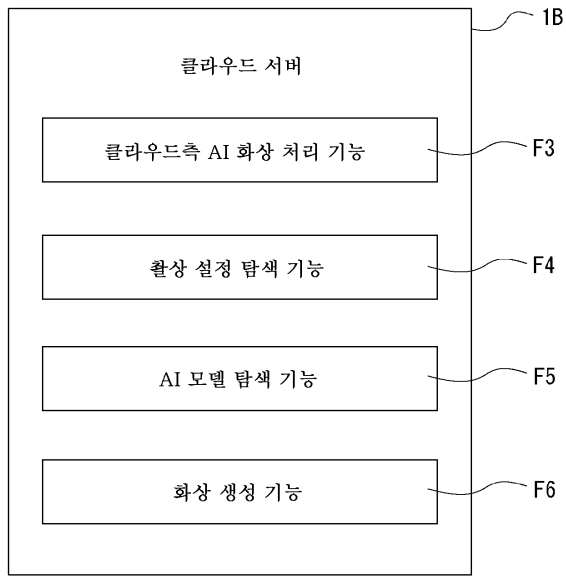 1B
클라우드 서버
클라우드측 AI 화상 처리 기능
F3
촬상 설정 탐색 기능
F4
AI 모델 탐색 기능
F5
화상 생성 기능
F6